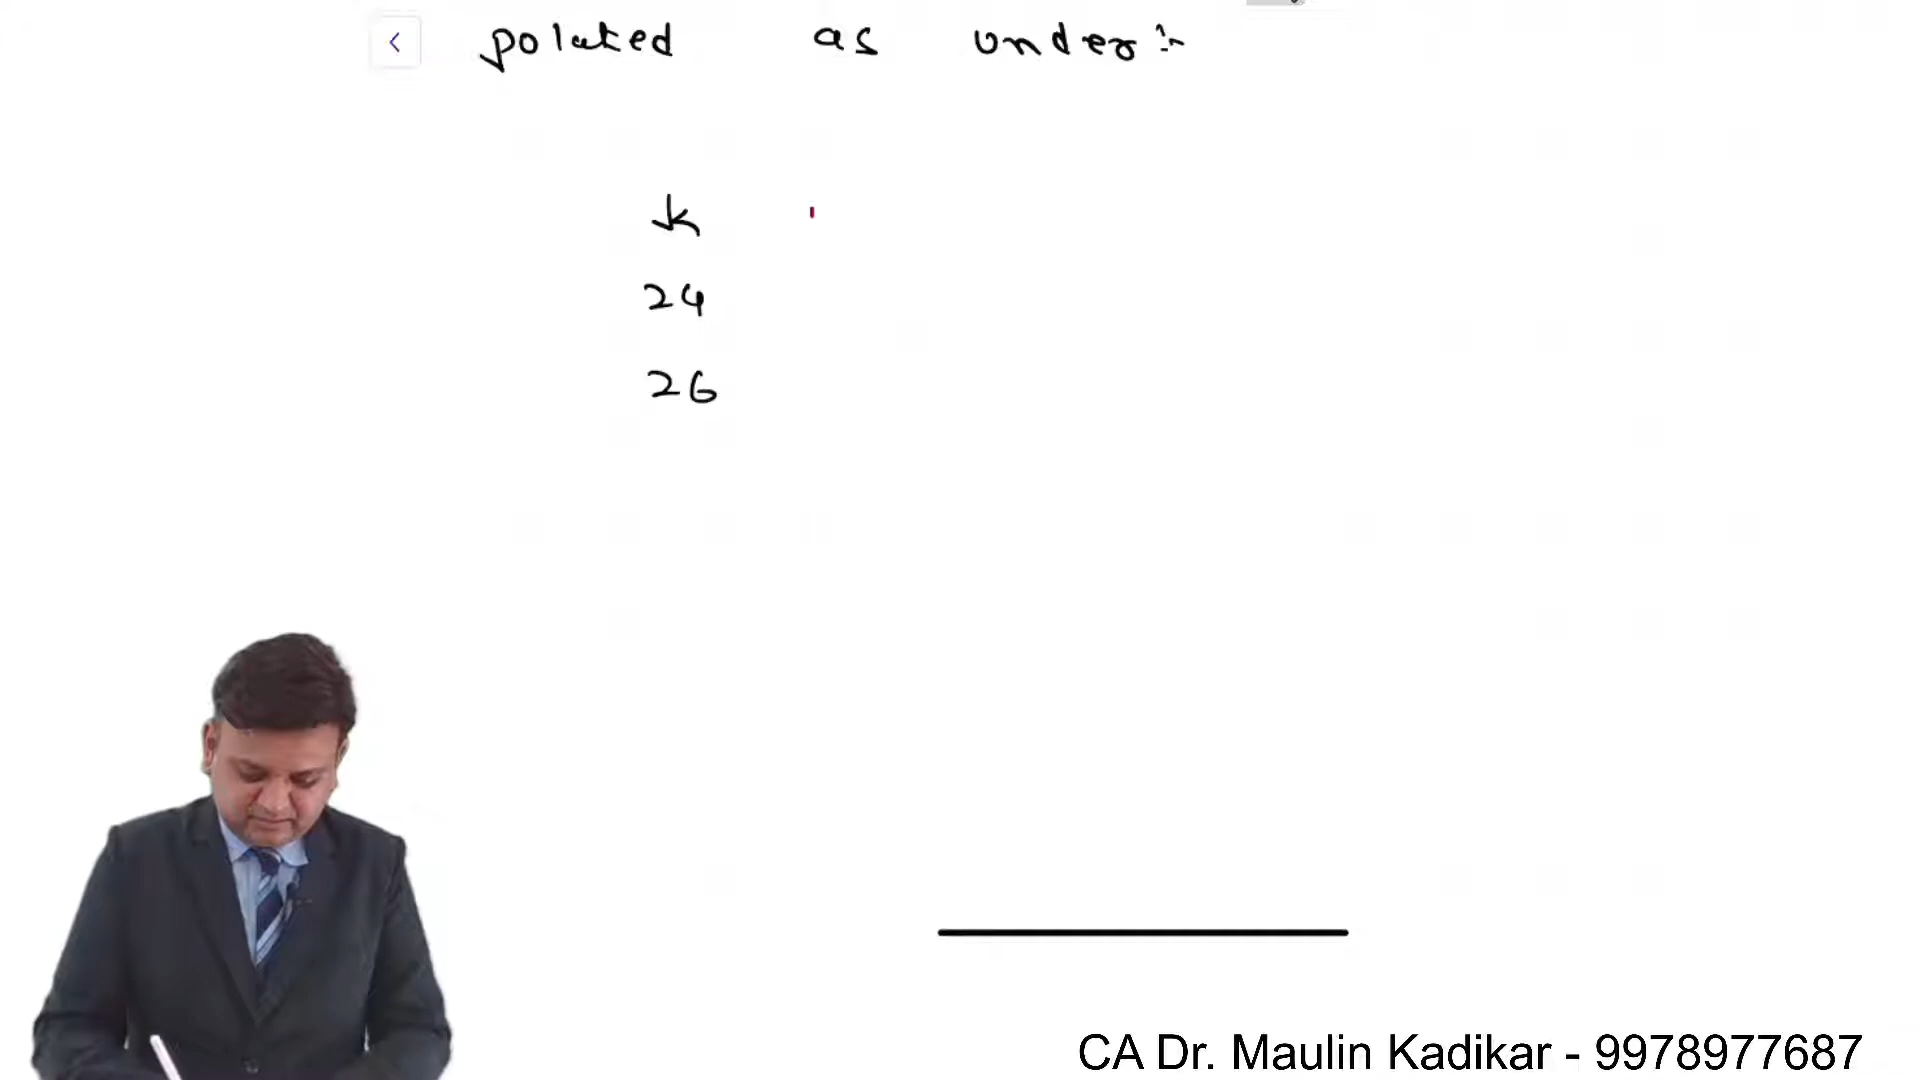 polated as under :-
k
24
26
CA Dr. Maulin Kadikar - 9978977687